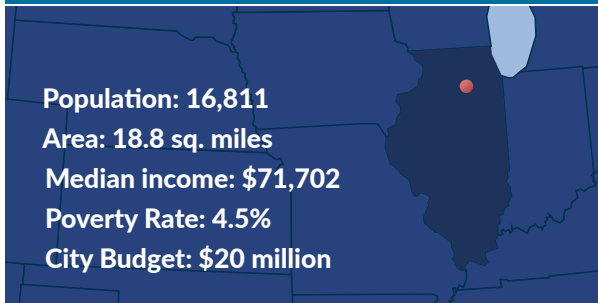 Population: 16,811
Area: 18.8 sq. miles
Median income: $71,702
Poverty Rate: 4.5%
City Budget: $20 million